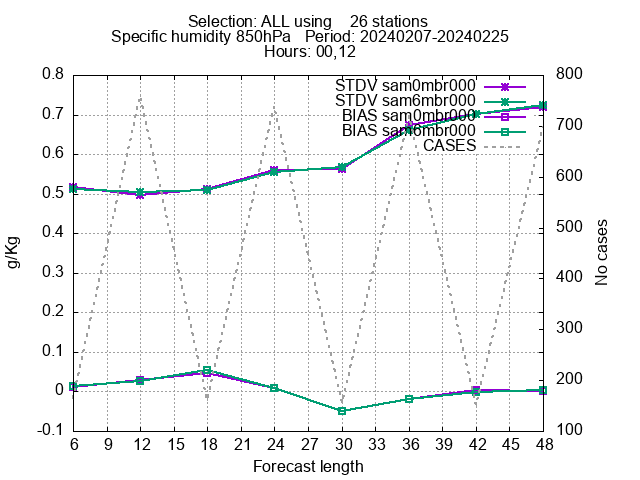 Selection: ALL using 26 stations
Specific humidity 850hPa Period: 20240207-20240225
Hours: 00,12
0.8
0.7
0.6
0.5
0.4
0.3
0.2
0.1
0
-0.1
g/Kg
STDV sam0mbr000
STDV sam6mbr000
BIAS sam0mbr000
BIAS sam6mbr000
CASES
800
700
600
500
400
300
200
100
No cases
6 9 12 15 18 21 24 27 30 33 36 39 42 45 48
Forecast length